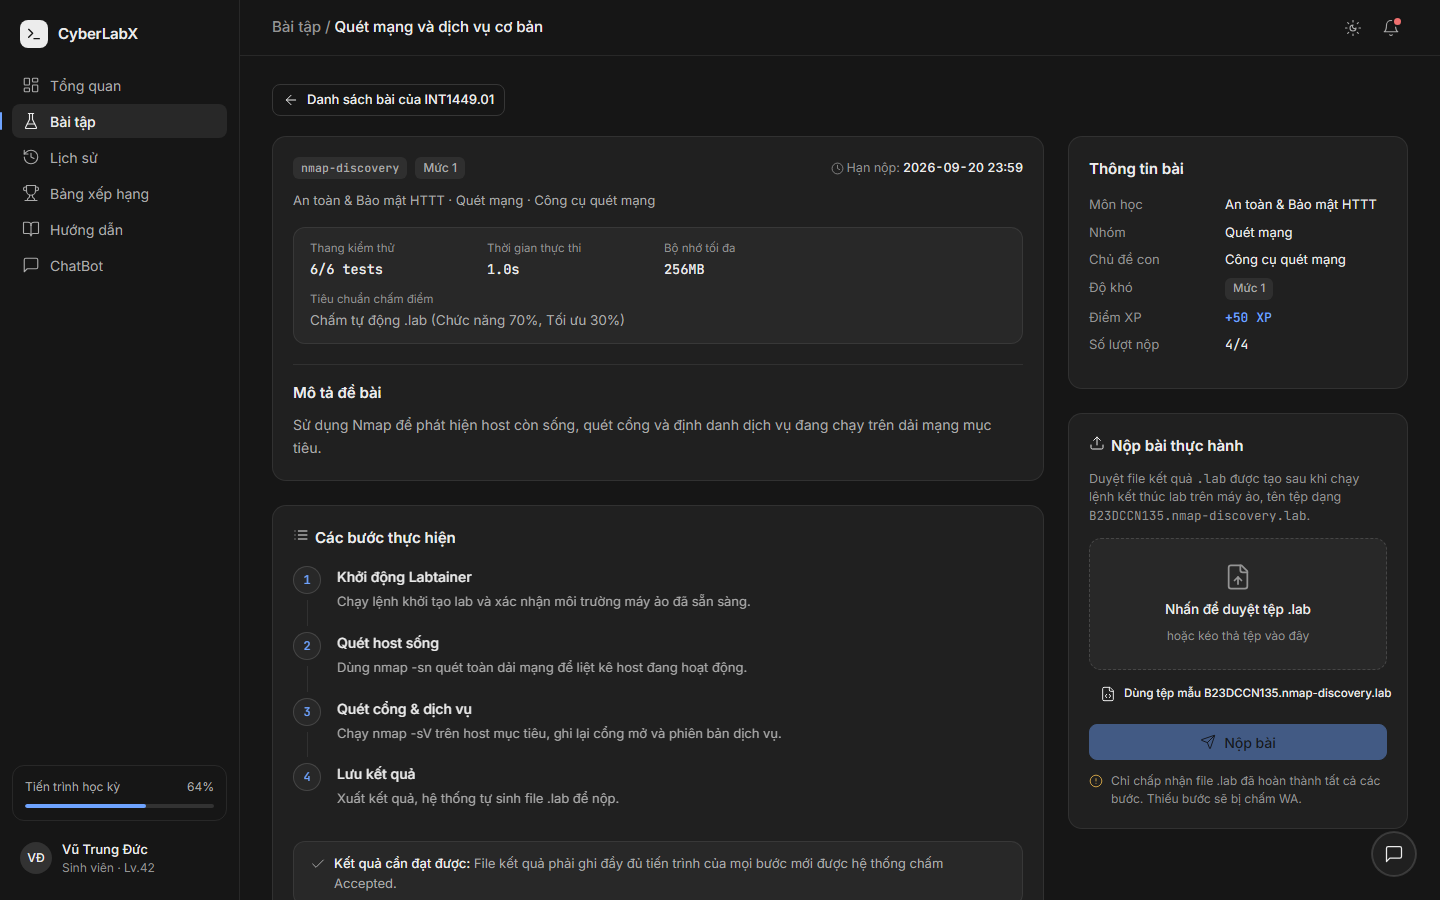 CyberLabX
Tổng quan
Bài tập
Lịch sử
Bảng xếp hạng
Hướng dẫn
ChatBot
Tiến trình học kỳ 64%
VĐ
Vũ Trung Đức
Sinh viên · Lv.42
Bài tập / Quét mạng và dịch vụ cơ bản
Danh sách bài của INT1449.01
nmap-discovery Mức 1 Hạn nộp: 2026-09-20 23:59
An toàn & Bảo mật HTTT · Quét mạng · Công cụ quét mạng
Thang kiểm thử Thời gian thực thi Bộ nhớ tối đa
6/6 tests 1.0s 256MB
Tiêu chuẩn chấm điểm
Chấm tự động .lab (Chức năng 70%, Tối ưu 30%)
Mô tả đề bài
Sử dụng Nmap để phát hiện host còn sống, quét cổng và định danh dịch vụ đang chạy trên dải mạng mục
tiêu.
Các bước thực hiện
1 Khởi động Labtainer
Chạy lệnh khởi tạo lab và xác nhận môi trường máy ảo đã sẵn sàng.
2 Quét host sống
Dùng nmap -sn quét toàn dải mạng để liệt kê host đang hoạt động.
3 Quét cổng & dịch vụ
Chạy nmap -sV trên host mục tiêu, ghi lại cổng mở và phiên bản dịch vụ.
4 Lưu kết quả
Xuất kết quả, hệ thống tự sinh file .lab để nộp.
Kết quả cần đạt được: File kết quả phải ghi đầy đủ tiến trình của mọi bước mới được hệ thống chấm
Accepted.
Thông tin bài
Môn học An toàn & Bảo mật HTTT
Nhóm Quét mạng
Chủ đề con Công cụ quét mạng
Độ khó Mức 1
Điểm XP +50 XP
Số lượt nộp 4/4
Nộp bài thực hành
Duyệt file kết quả .lab được tạo sau khi chạy
lệnh kết thúc lab trên máy ảo, tên tệp dạng
B23DCCN135.nmap-discovery.lab.
Nhấn để duyệt tệp .lab
hoặc kéo thả tệp vào đây
Dùng tệp mẫu B23DCCN135.nmap-discovery.lab
Nộp bài
Chỉ chấp nhận file .lab đã hoàn thành tất cả các
bước. Thiếu bước sẽ bị chấm WA.